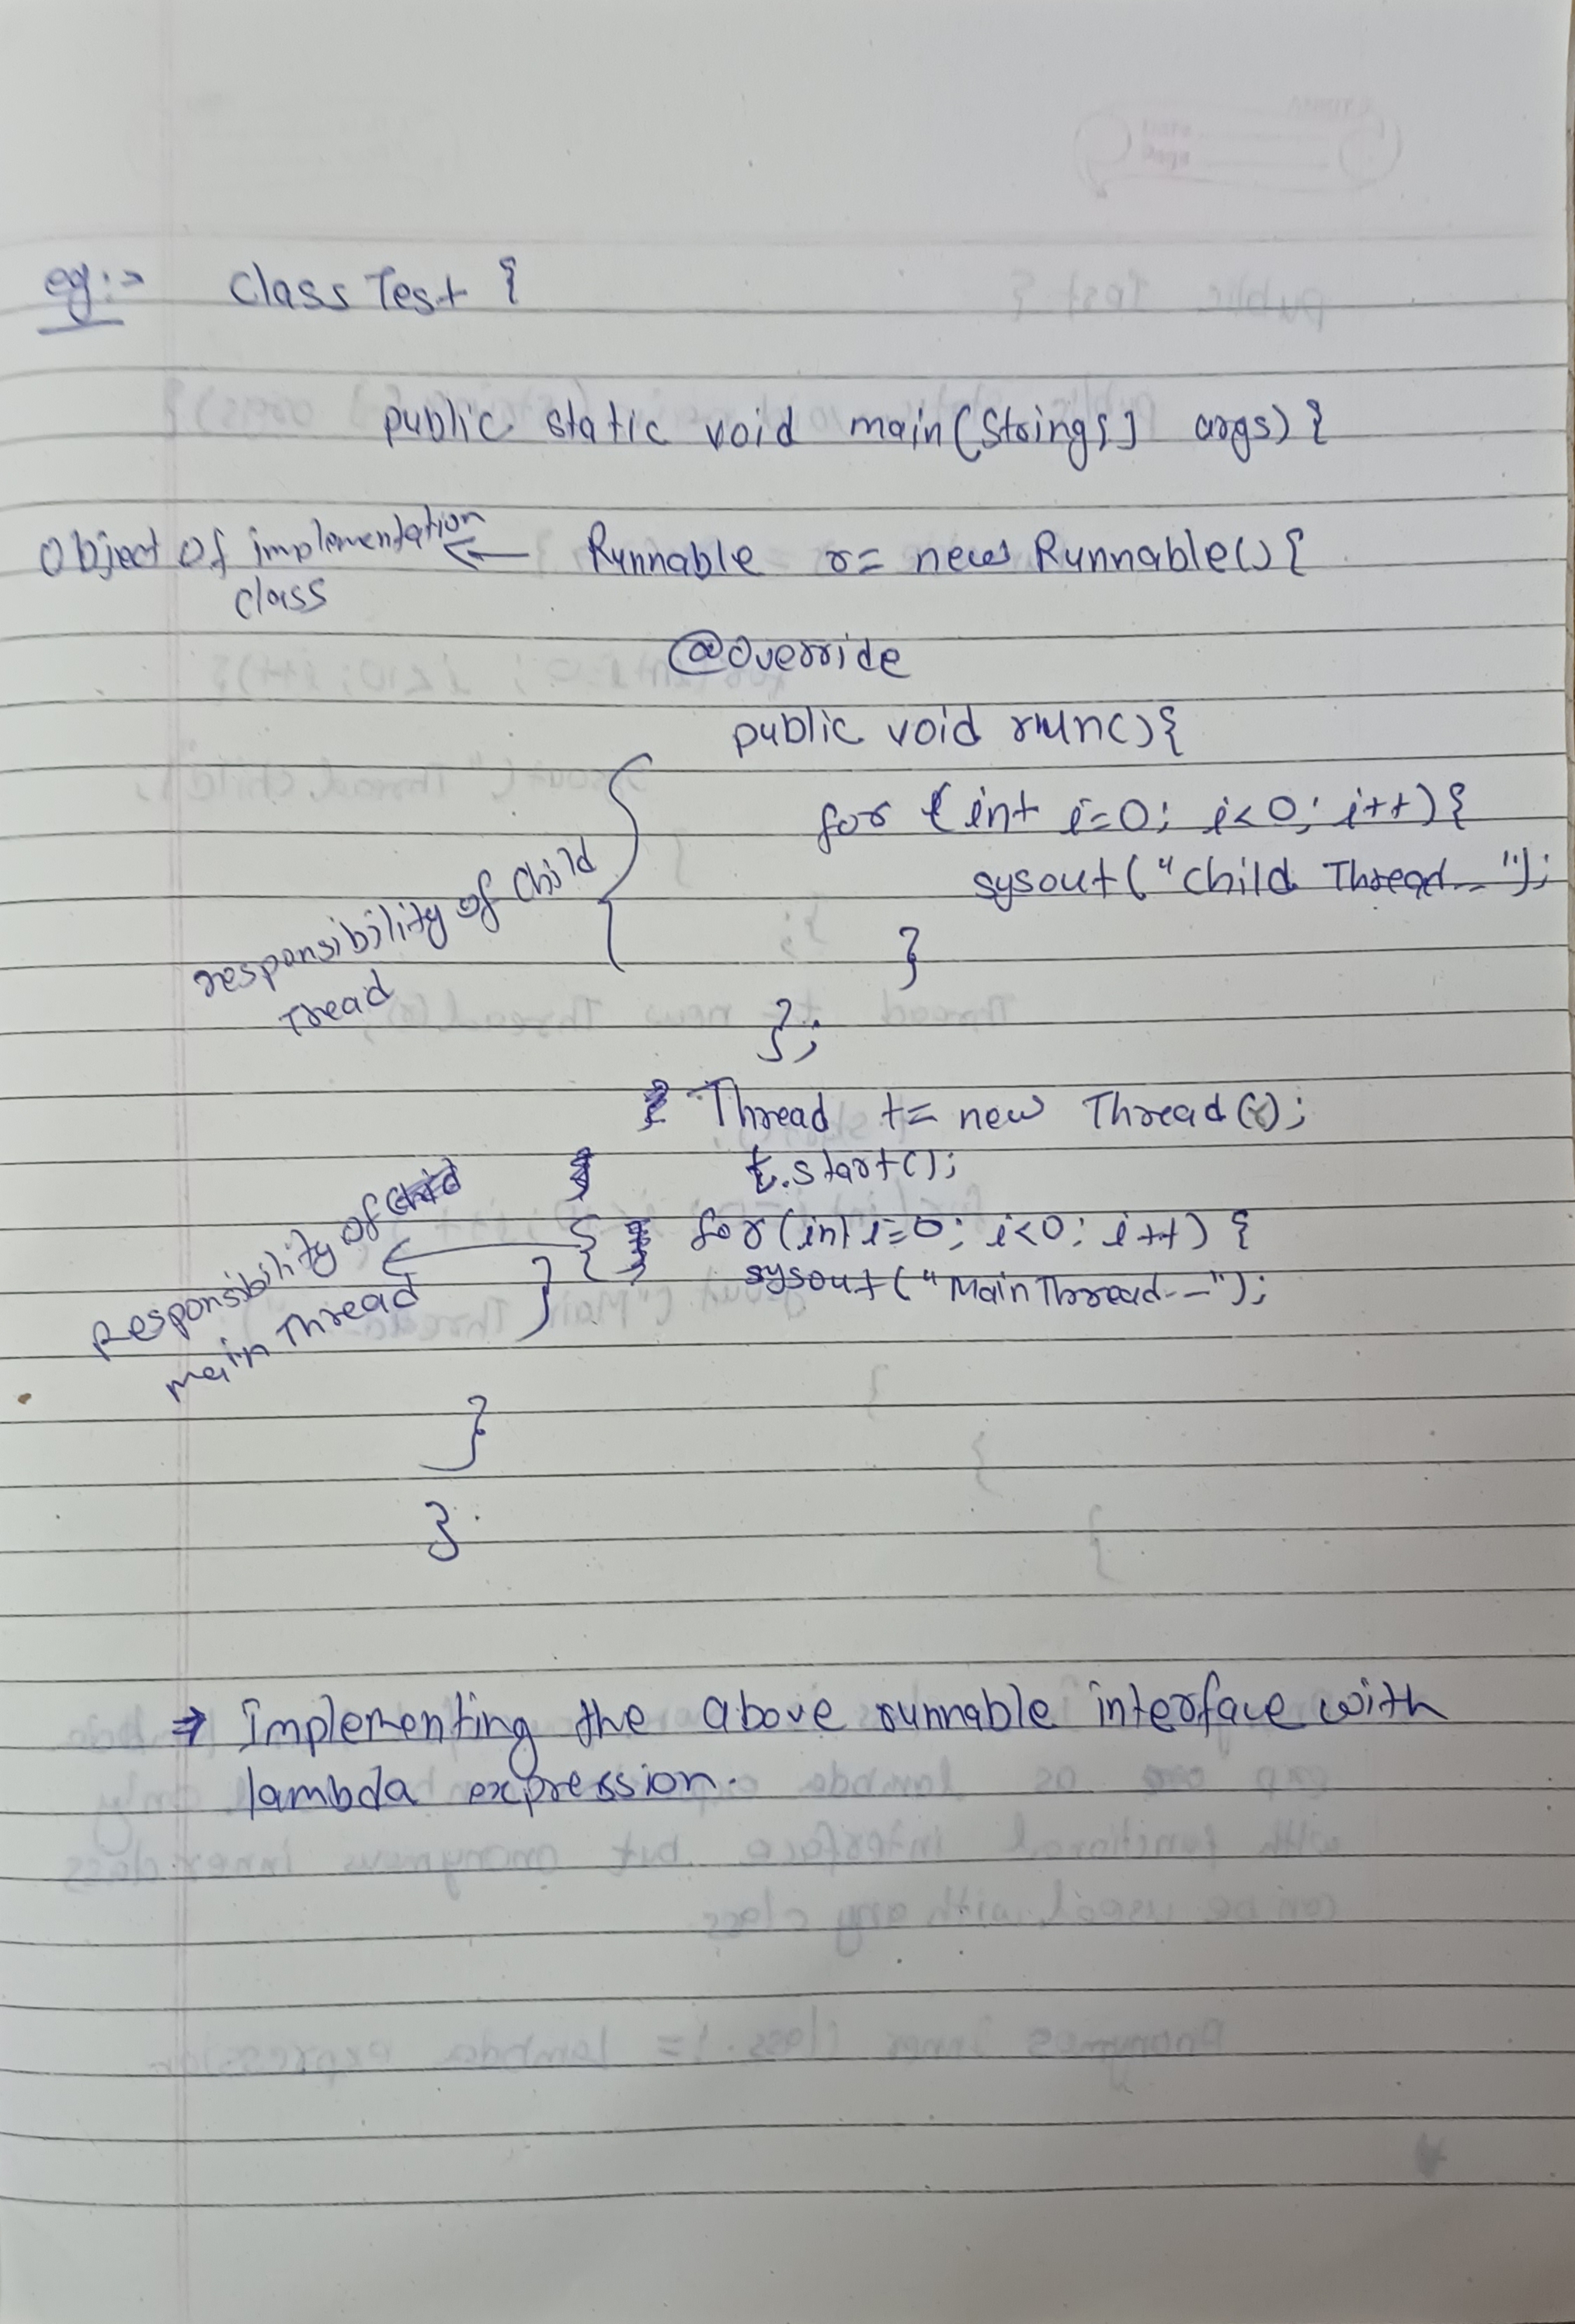 eg:- Class Test {
public static void main(String[] args) {
Object of implementation ← Runnable r= new Runnable() {
class
@Override
public void run() {
for (int i=0; i<0; i++) {
sysout("Child Thread--");
responsibility of Child
Tread
}
};
Thread t= new Thread(r);
t.start();
for(int i=0; i<0; i++) {
sysout("Main Thread--");
Responsibility of
main Thread
}
}
}
⇒ Implementing the above runnable interface with
lambda expression.